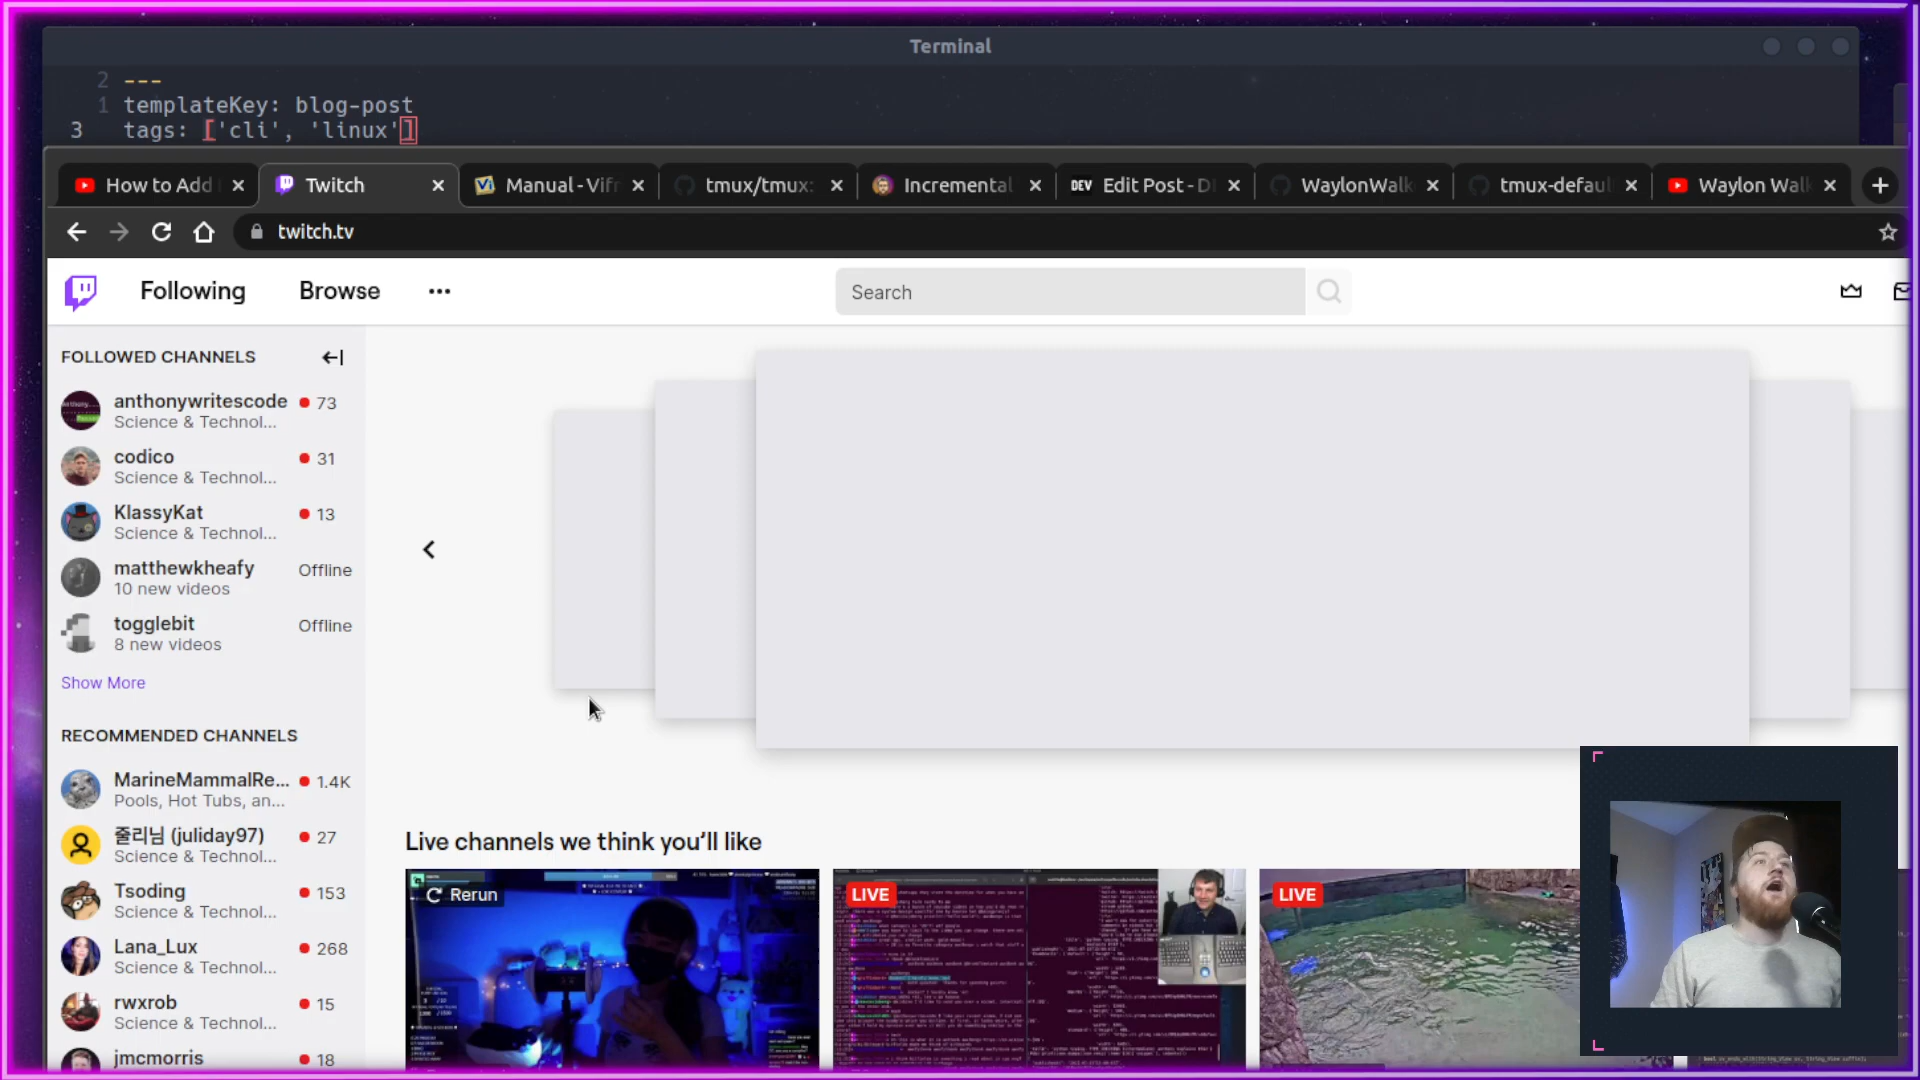 Terminal
2 ---
1 templateKey: blog-post
3 tags: ['cli', 'linux']
How to Add
Twitch
Manual - Vifr
tmux/tmux:
Incremental
DEV Edit Post - D
WaylonWalk
tmux-defau
Waylon Wal
twitch.tv
Following
Browse
Search
FOLLOWED CHANNELS
anthonywritescode 73
Science & Technol...
codico 31
Science & Technol...
KlassyKat 13
Science & Technol...
matthewkheafy Offline
10 new videos
togglebit Offline
8 new videos
Show More
RECOMMENDED CHANNELS
MarineMammalRe... 1.4K
Pools, Hot Tubs, an...
줄리님 (juliday97) 27
Science & Technol...
Tsoding 153
Science & Technol...
Lana_Lux 268
Science & Technol...
rwxrob 15
Science & Technol...
jmcmorris 18
Live channels we think you'll like
Rerun
LIVE
LIVE